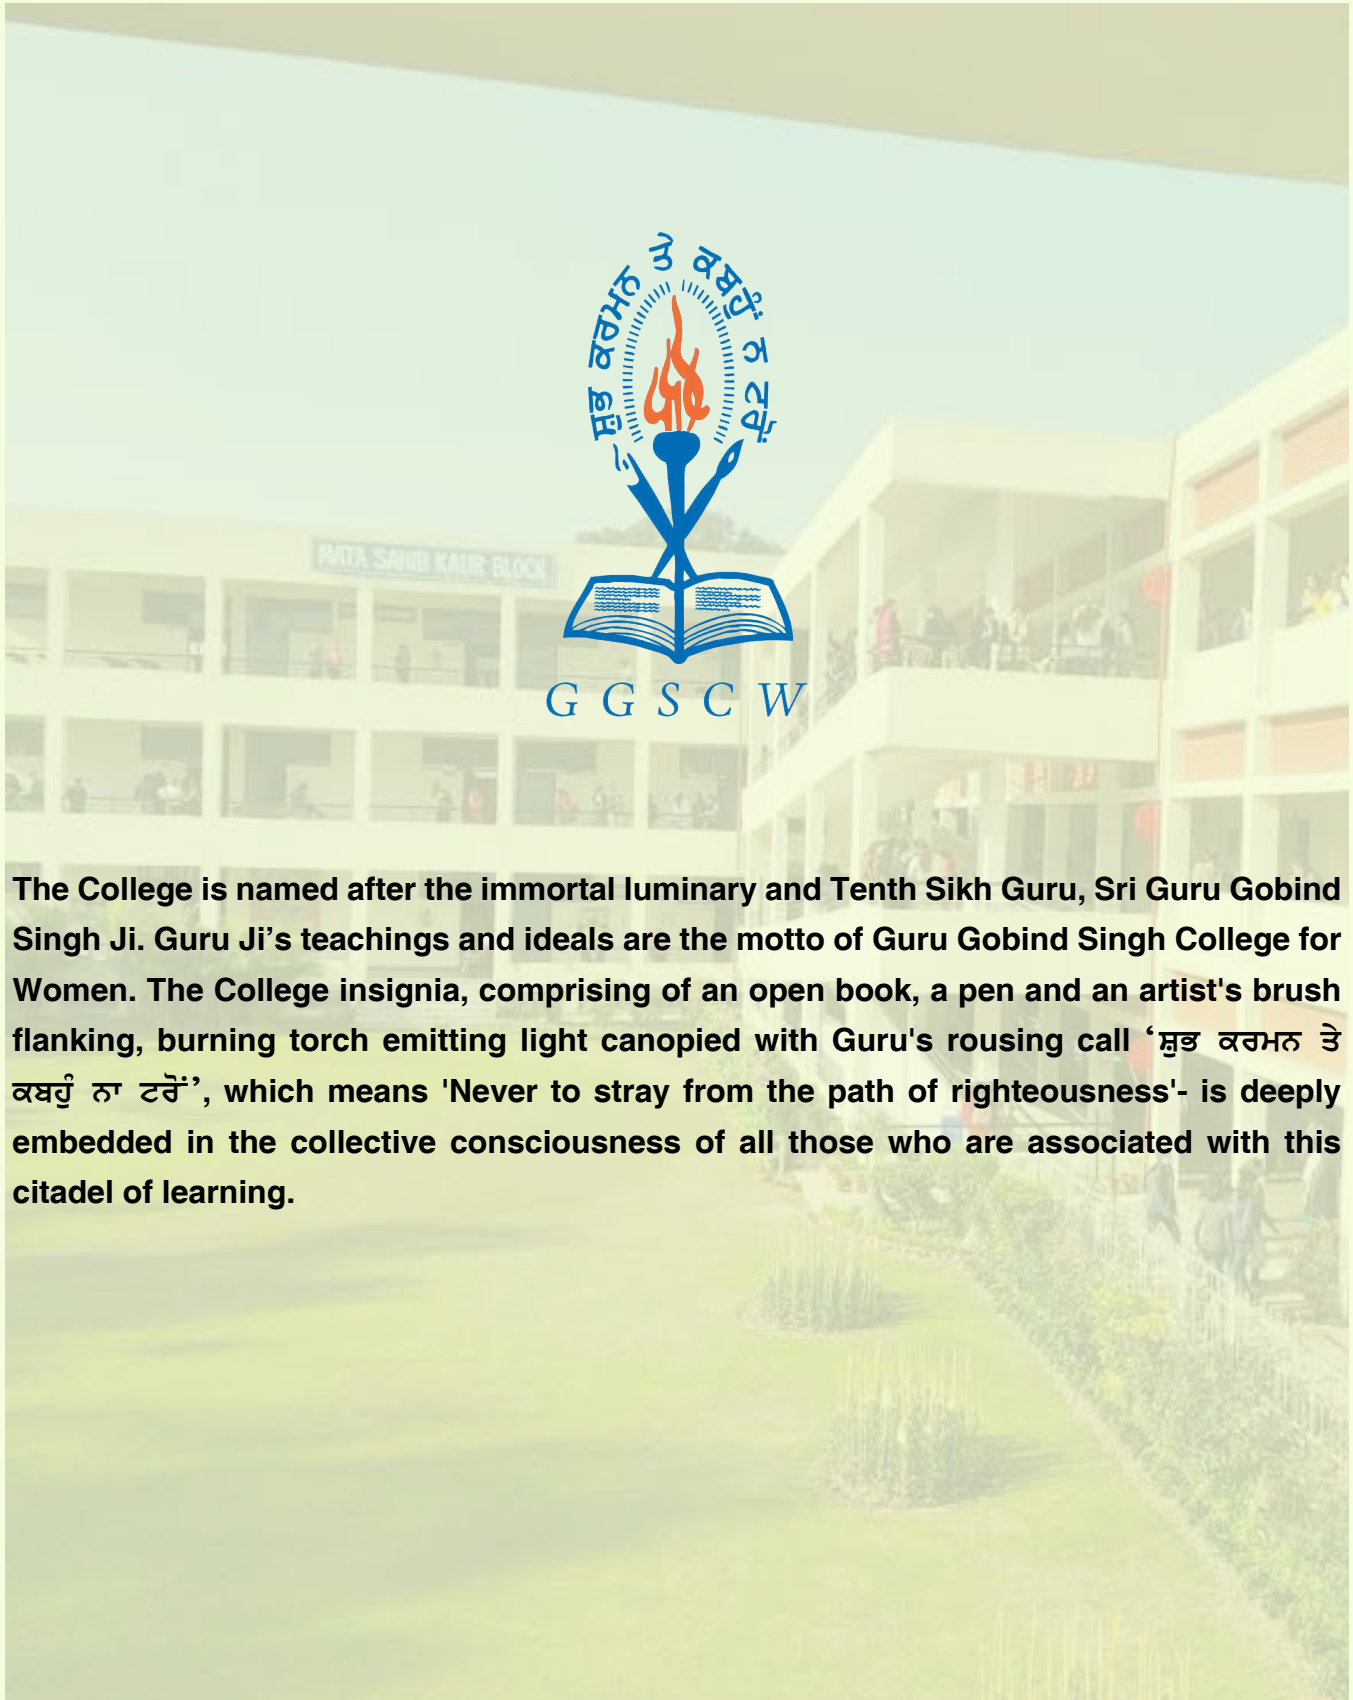 ਸ਼ੁਭ ਕਰਮਨ ਤੇ ਕਬਹੁੰ ਨ ਟਰੋਂ
MATA SAHIB KAUR BLOCK
G G S C W
The College is named after the immortal luminary and Tenth Sikh Guru, Sri Guru Gobind
Singh Ji. Guru Ji’s teachings and ideals are the motto of Guru Gobind Singh College for
Women. The College insignia, comprising of an open book, a pen and an artist's brush
flanking, burning torch emitting light canopied with Guru's rousing call ‘ਸ਼ੁਭ ਕਰਮਨ ਤੇ
ਕਬਹੁੰ ਨਾ ਟਰੋਂ’, which means 'Never to stray from the path of righteousness'- is deeply
embedded in the collective consciousness of all those who are associated with this
citadel of learning.